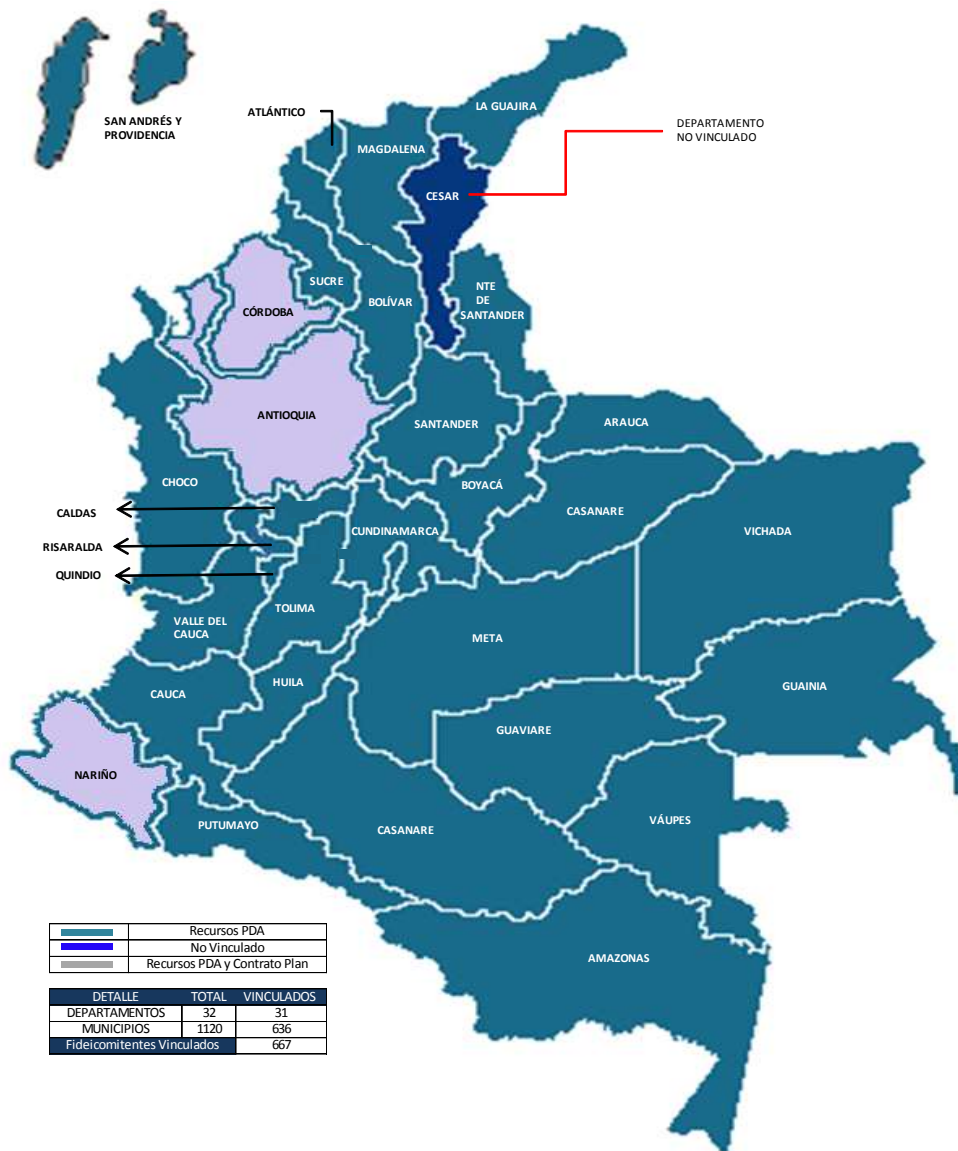 SAN ANDRÉS Y
PROVIDENCIA
ATLÁNTICO
LA GUAJIRA
MAGDALENA
DEPARTAMENTO
NO VINCULADO
CESAR
SUCRE
NTE
DE
SANTANDER
BOLÍVAR
CÓRDOBA
ANTIOQUIA
SANTANDER
ARAUCA
CHOCO
BOYACÁ
CALDAS
CASANARE
CUNDINAMARCA
VICHADA
RISARALDA
QUINDIO
TOLIMA
VALLE DEL
CAUCA
META
HUILA
CAUCA
GUAINIA
GUAVIARE
NARIÑO
PUTUMAYO
CASANARE
VÁUPES
AMAZONAS
Recursos PDA
No Vinculado
Recursos PDA y Contrato Plan
DETALLE TOTAL VINCULADOS
DEPARTAMENTOS 32 31
MUNICIPIOS 1120 636
Fideicomitentes Vinculados 667